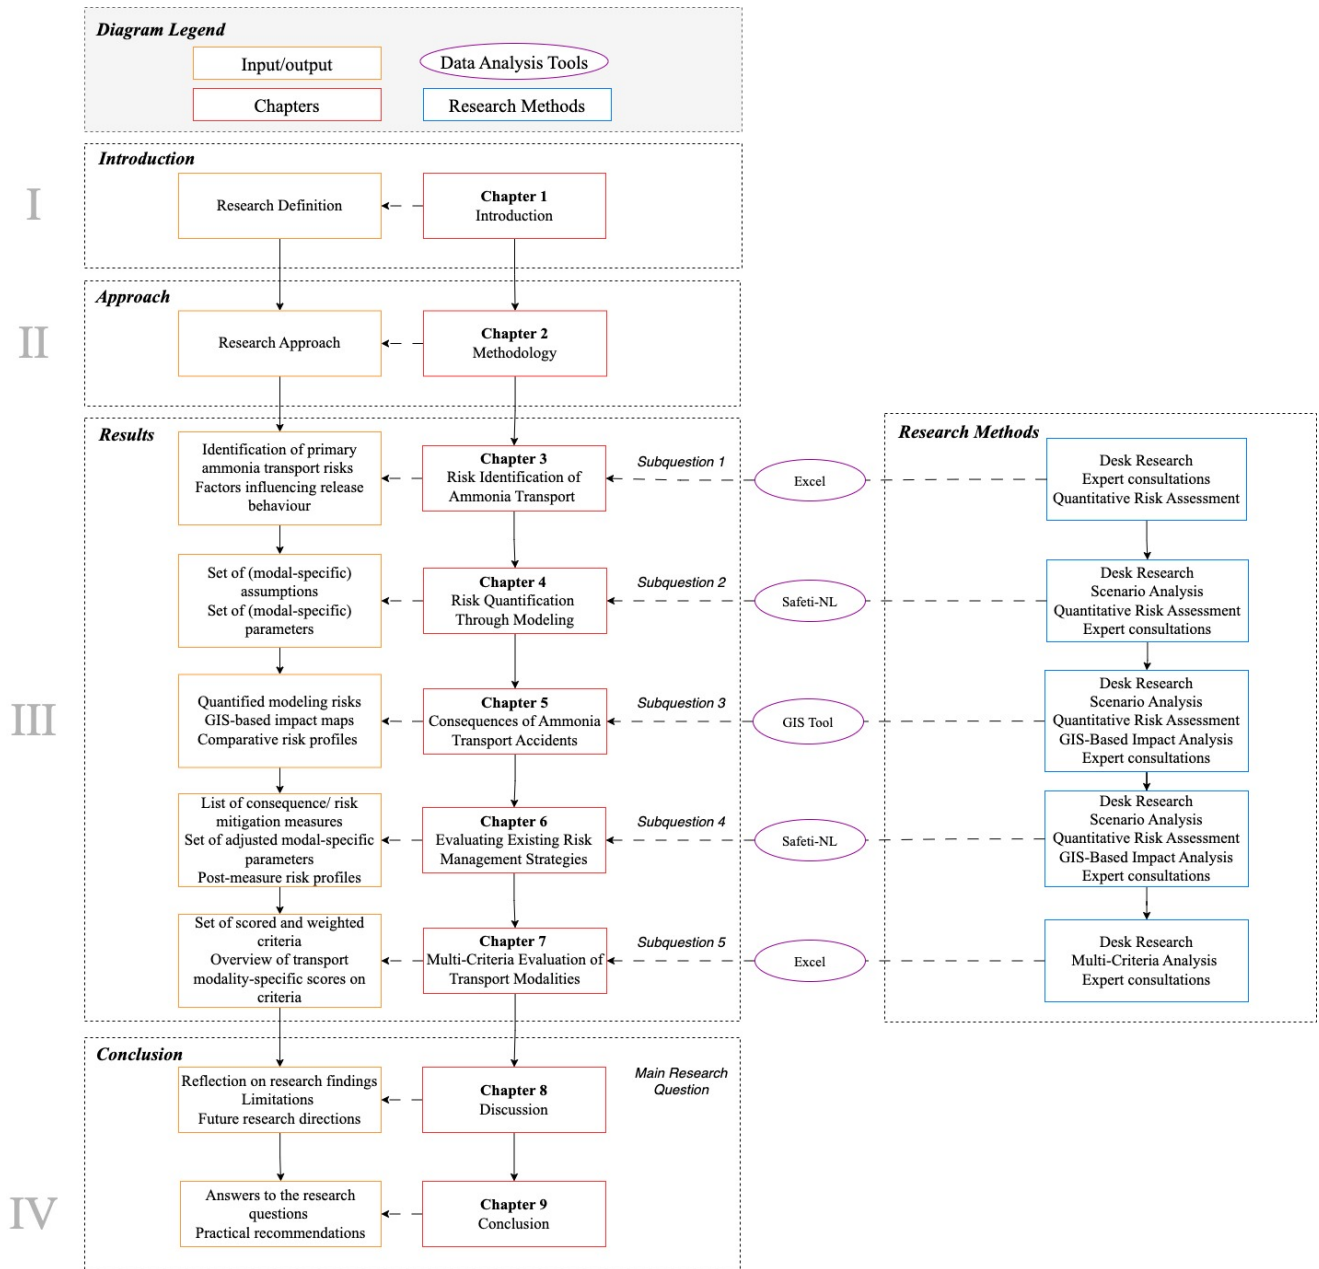 Diagram Legend
Input/output
Data Analysis Tools
Chapters
Research Methods
Introduction
I
Research Definition
Chapter 1
Introduction
Approach
II
Research Approach
Chapter 2
Methodology
Results
Research Methods
III
Identification of primary
ammonia transport risks
Factors influencing release
behaviour
Chapter 3
Risk Identification of
Ammonia Transport
Subquestion 1
Excel
Desk Research
Expert consultations
Quantitative Risk Assessment
Set of (modal-specific)
assumptions
Set of (modal-specific)
parameters
Chapter 4
Risk Quantification
Through Modeling
Subquestion 2
Safeti-NL
Desk Research
Scenario Analysis
Quantitative Risk Assessment
Expert consultations
Quantified modeling risks
GIS-based impact maps
Comparative risk profiles
Chapter 5
Consequences of Ammonia
Transport Accidents
Subquestion 3
GIS Tool
Desk Research
Scenario Analysis
Quantitative Risk Assessment
GIS-Based Impact Analysis
Expert consultations
List of consequence/ risk
mitigation measures
Set of adjusted modal-specific
parameters
Post-measure risk profiles
Chapter 6
Evaluating Existing Risk
Management Strategies
Subquestion 4
Safeti-NL
Desk Research
Scenario Analysis
Quantitative Risk Assessment
GIS-Based Impact Analysis
Expert consultations
Set of scored and weighted
criteria
Overview of transport
modality-specific scores on
criteria
Chapter 7
Multi-Criteria Evaluation of
Transport Modalities
Subquestion 5
Excel
Desk Research
Multi-Criteria Analysis
Expert consultations
Conclusion
Reflection on research findings
Limitations
Future research directions
Chapter 8
Discussion
Main Research
Question
IV
Answers to the research
questions
Practical recommendations
Chapter 9
Conclusion